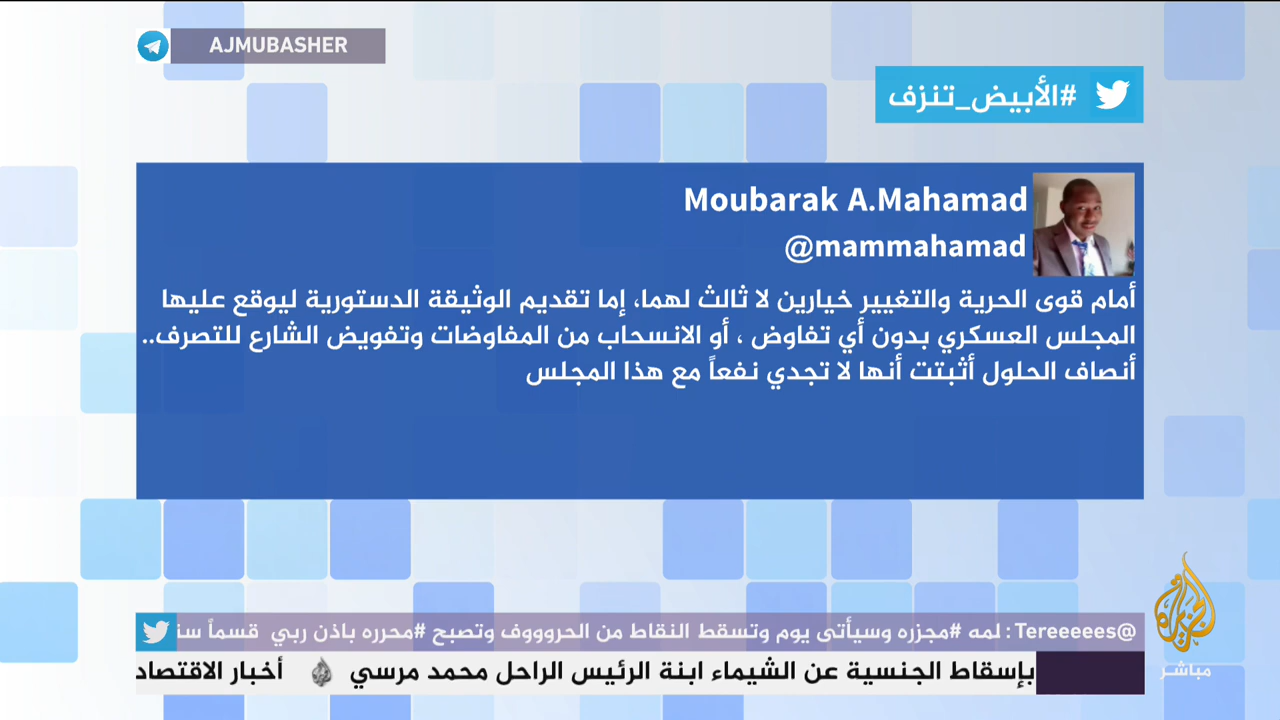 AJMUBASHER
#الأبيض_تنزف
Moubarak A.Mahamad
@mammahamad
أمام قوى الحرية والتغيير خيارين لا ثالث لهما، إما تقديم الوثيقة الدستورية ليوقع عليها
المجلس العسكري بدون أي تفاوض ، أو الانسحاب من المفاوضات وتفويض الشارع للتصرف..
أنصاف الحلول أثبتت أنها لا تجدي نفعاً مع هذا المجلس
@Tereeeees : لمه #مجزره وسيأتى يوم وتسقط النقاط من الحروووف وتصبح #محرره باذن ربي قسماً سن
بإسقاط الجنسية عن الشيماء ابنة الرئيس الراحل محمد مرسي أخبار الاقتصاد
الجزيرة
مباشر